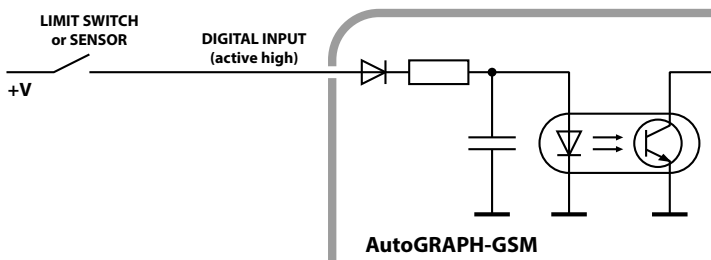 LIMIT SWITCH
or SENSOR
DIGITAL INPUT
(active high)
+V
AutoGRAPH-GSM